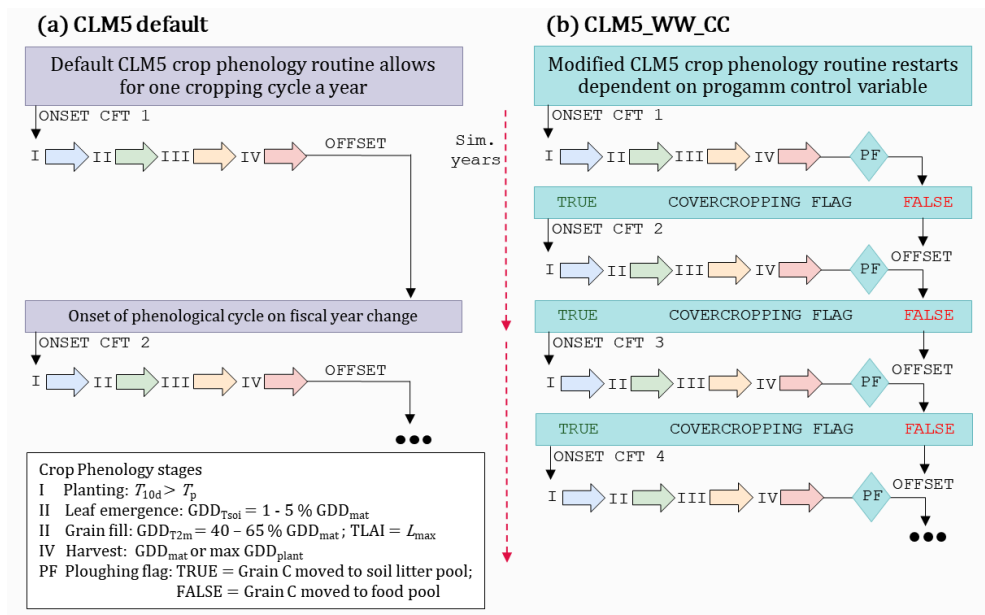 (a) CLM5 default
Default CLM5 crop phenology routine allows
for one cropping cycle a year
ONSET CFT 1
I II III IV OFFSET
Onset of phenological cycle on fiscal year change
ONSET CFT 2
I II III IV OFFSET
●●●
Crop Phenology stages
I Planting: T10d > Tp
II Leaf emergence: GDDTsoi = 1 - 5 % GDDmat
II Grain fill: GDDT2m = 40 – 65 % GDDmat ; TLAI = Lmax
IV Harvest: GDDmat or max GDDplant
PF Ploughing flag: TRUE = Grain C moved to soil litter pool;
FALSE = Grain C moved to food pool
Sim.
years
(b) CLM5_WW_CC
Modified CLM5 crop phenology routine restarts
dependent on progamm control variable
ONSET CFT 1
I II III IV PF
TRUE COVERCROPPING FLAG FALSE
ONSET CFT 2
OFFSET
I II III IV PF
TRUE COVERCROPPING FLAG FALSE
ONSET CFT 3
OFFSET
I II III IV PF
TRUE COVERCROPPING FLAG FALSE
ONSET CFT 4
OFFSET
I II III IV PF
●●●